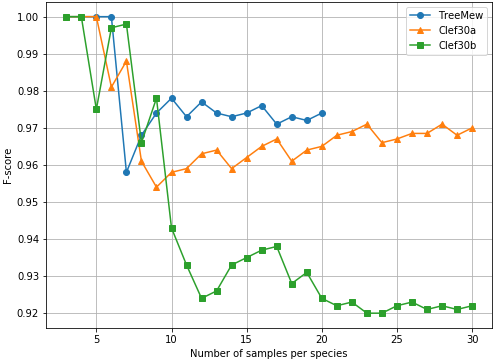 1.00
0.99
0.98
0.97
0.96
0.95
0.94
0.93
0.92
F-score
TreeMew
Clef30a
Clef30b
5 10 15 20 25 30
Number of samples per species